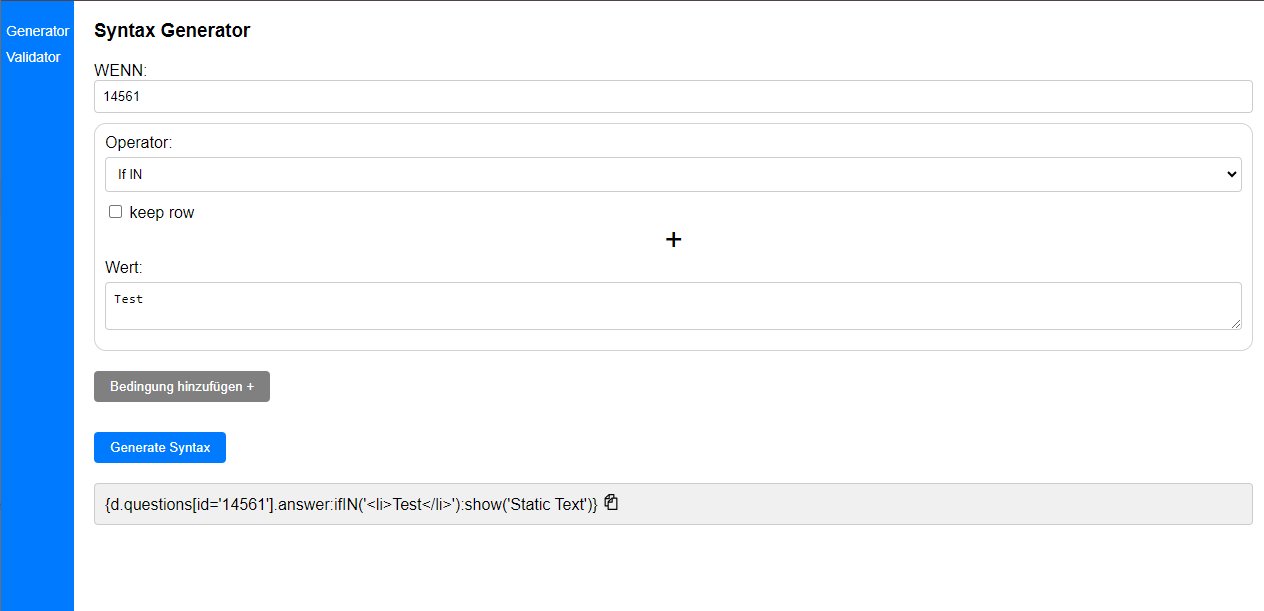 Generator
Validator
Syntax Generator
WENN:
14561
Operator:
If IN
keep row
+
Wert:
Test
Bedingung hinzufügen +
Generate Syntax
{d.questions[id='14561'].answer:ifIN('<li>Test</li>'):show('Static Text')}